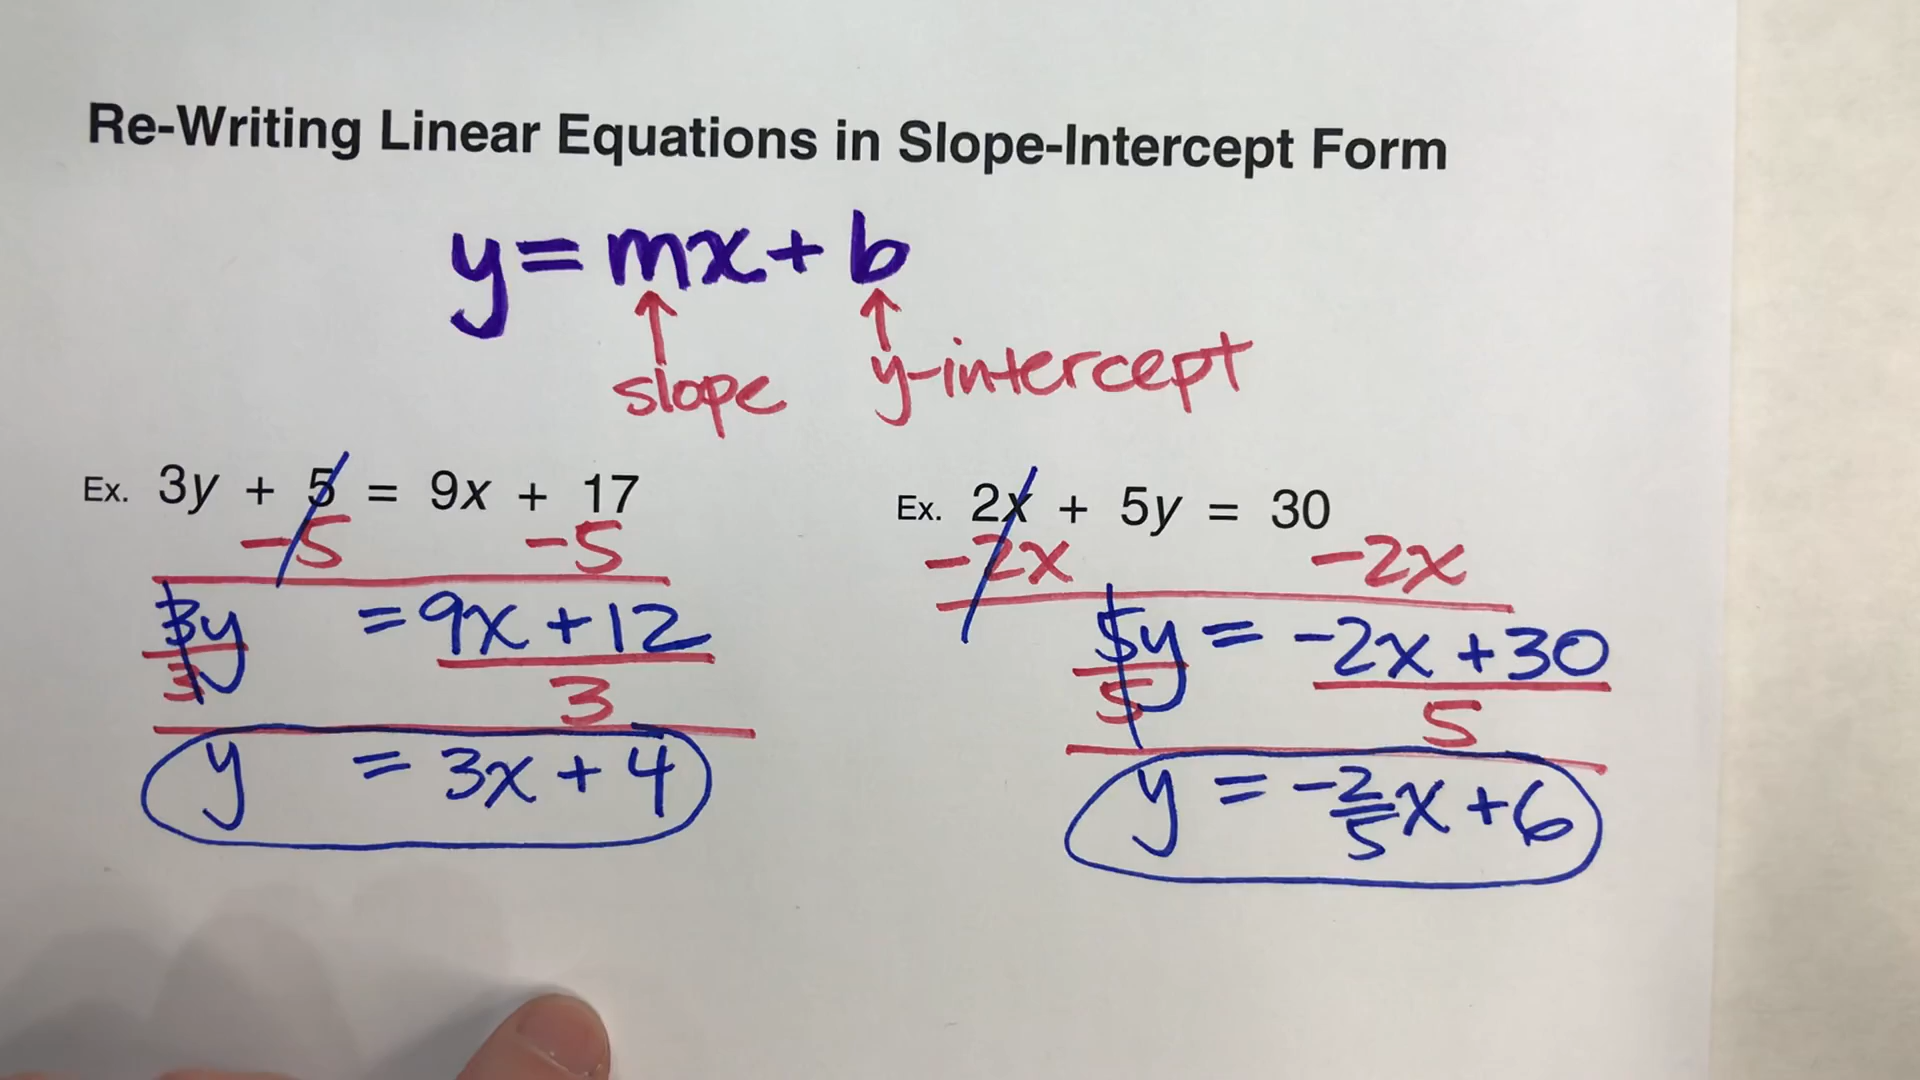 Re-Writing Linear Equations in Slope-Intercept Form
y = mx + b
↑ ↑
slope y-intercept
Ex. 3y + 5 = 9x + 17
-5 -5
3y = 9x + 12
3 3
y = 3x + 4
Ex. 2x + 5y = 30
-2x -2x
5y = -2x + 30
5 5
y = -2/5x + 6